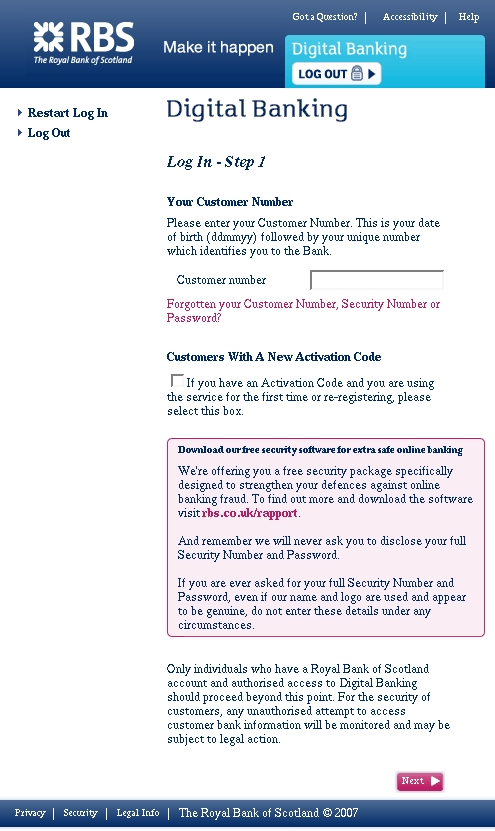 Got a Question? | Accessibility | Help
RBS
The Royal Bank of Scotland
Make it happen
Digital Banking
LOG OUT
Restart Log In
Log Out
Digital Banking
Log In - Step 1
Your Customer Number
Please enter your Customer Number. This is your date
of birth (ddmmyy) followed by your unique number
which identifies you to the Bank.
Customer number
Forgotten your Customer Number, Security Number or
Password?
Customers With A New Activation Code
If you have an Activation Code and you are using
the service for the first time or re-registering, please
select this box.
Download our free security software for extra safe online banking
We're offering you a free security package specifically
designed to strengthen your defences against online
banking fraud. To find out more and download the software
visit rbs.co.uk/rapport.
And remember we will never ask you to disclose your full
Security Number and Password.
If you are ever asked for your full Security Number and
Password, even if our name and logo are used and appear
to be genuine, do not enter these details under any
circumstances.
Only individuals who have a Royal Bank of Scotland
account and authorised access to Digital Banking
should proceed beyond this point. For the security of
customers, any unauthorised attempt to access
customer bank information will be monitored and may be
subject to legal action.
Next
Privacy | Security | Legal Info | The Royal Bank of Scotland © 2007